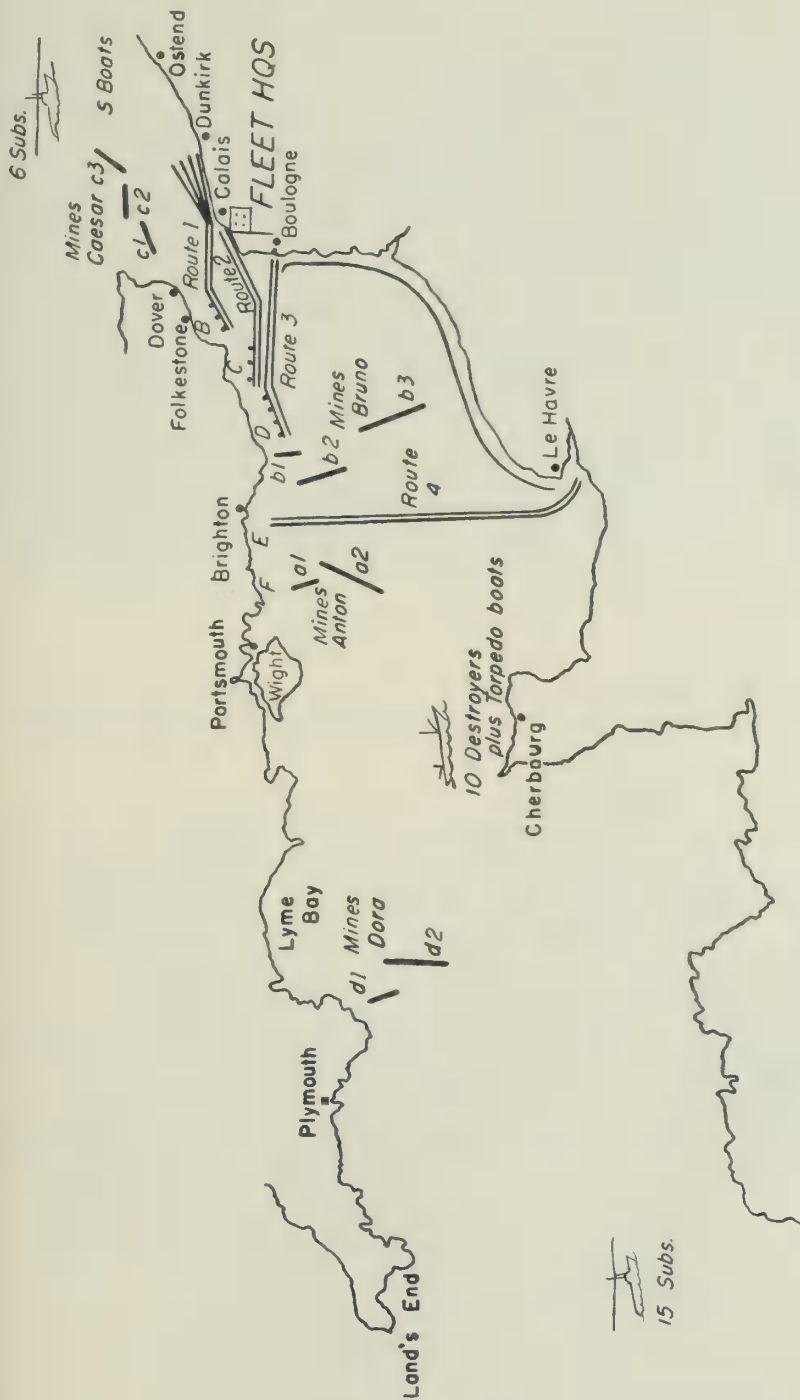 6 Subs.
Mines
Caesar c3
S Boats
c1
c2
Ostend
Dunkirk
Calais
FLEET HQS
Boulogne
Dover
Folkestone
Route 1
Route 2
Route 3
B
C
D
E
F
b1
b2
Mines
Bruno
b3
Route
4
Le Havre
Brighton
a1
Mines
Anton
a2
Portsmouth
Wight
10 Destroyers
plus Torpedo boats
Cherbourg
Lyme
Bay
d1
Mines
Dora
d2
Plymouth
Land's End
15 Subs.